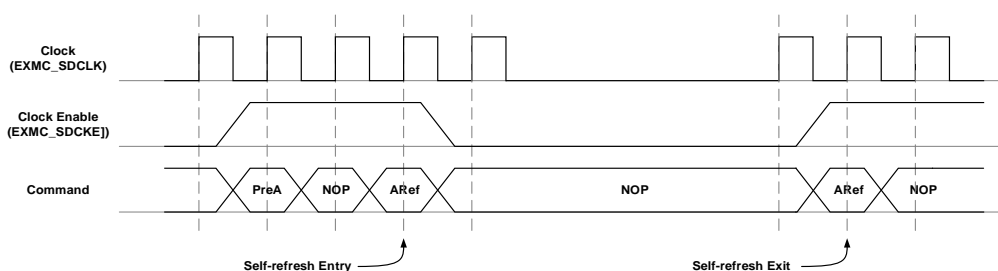 Clock
(EXMC_SDCLK)
Clock Enable
(EXMC_SDCKE])
Command
PreA
NOP
ARef
NOP
ARef
NOP
Self-refresh Entry
Self-refresh Exit